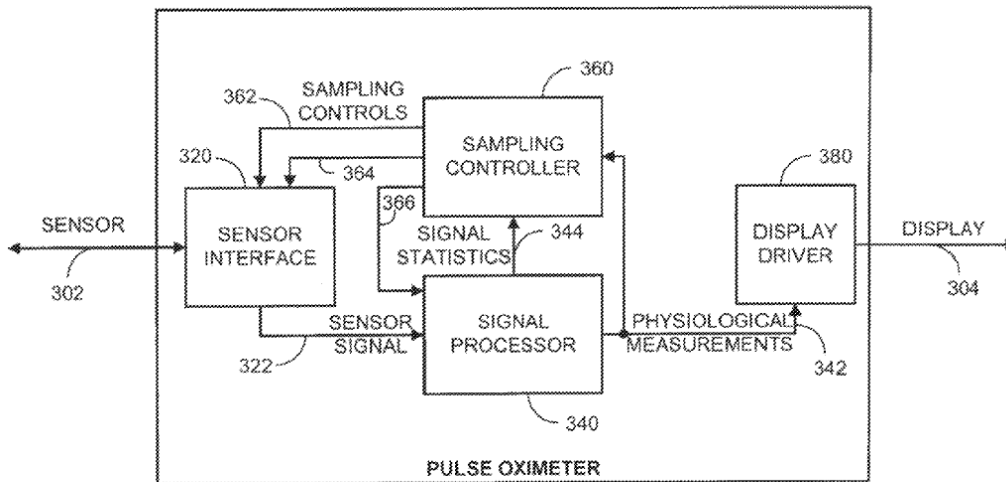 360
SAMPLING
CONTROLS
362
320
SAMPLING
CONTROLLER
364
380
366
SENSOR
SENSOR
INTERFACE
SIGNAL
STATISTICS
344
DISPLAY
DRIVER
DISPLAY
302
304
SENSOR
SIGNAL
SIGNAL
PROCESSOR
PHYSIOLOGICAL
MEASUREMENTS
322
342
340
PULSE OXIMETER